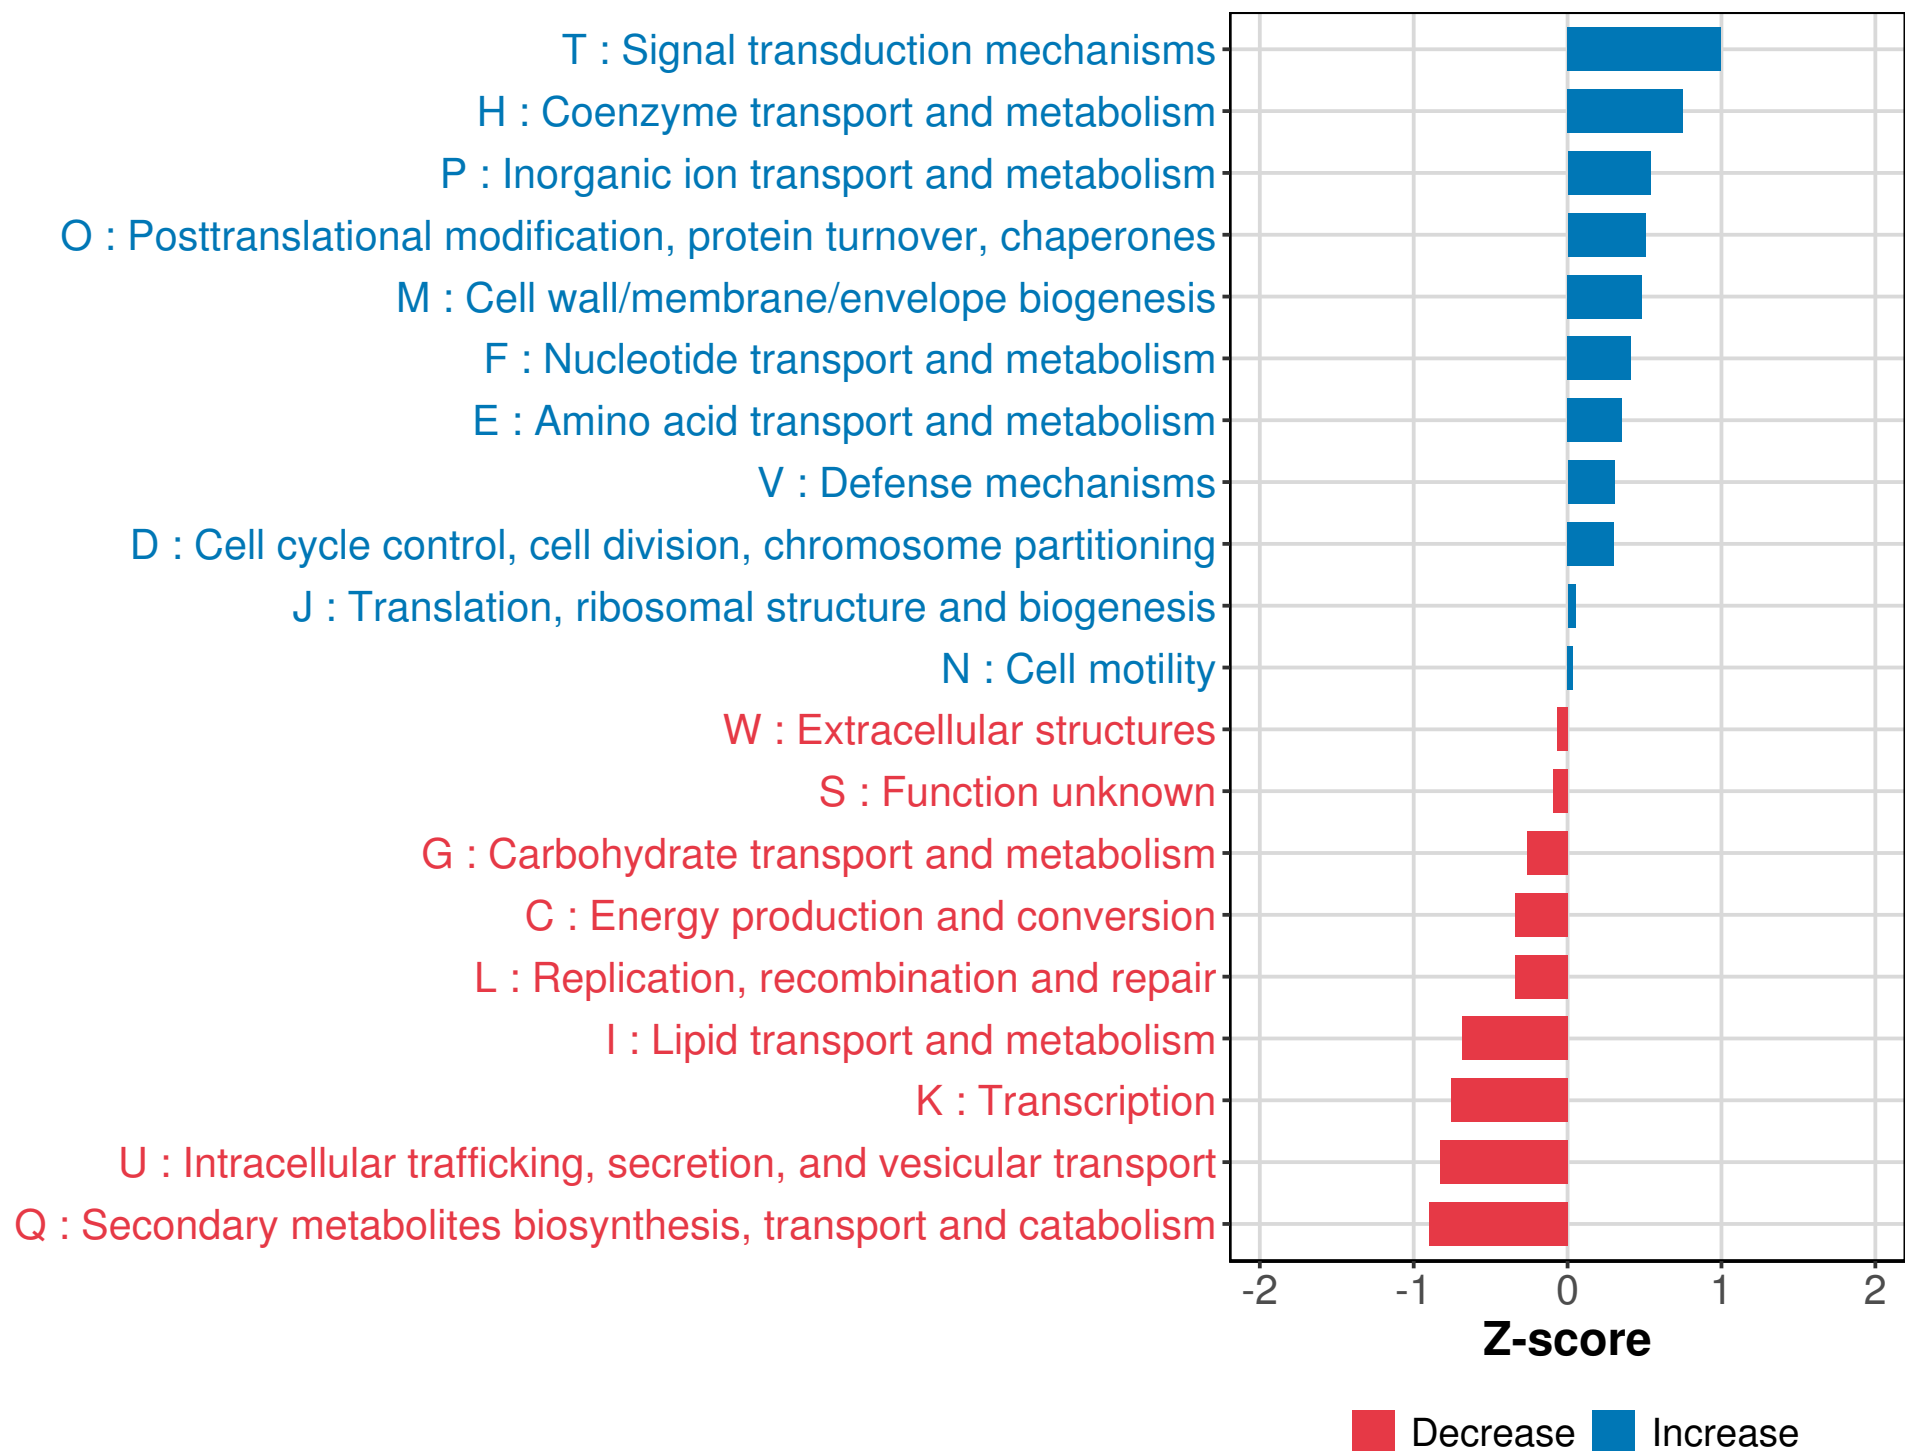 T : Signal transduction mechanisms
H : Coenzyme transport and metabolism
P : Inorganic ion transport and metabolism
O : Posttranslational modification, protein turnover, chaperones
M : Cell wall/membrane/envelope biogenesis
F : Nucleotide transport and metabolism
E : Amino acid transport and metabolism
V : Defense mechanisms
D : Cell cycle control, cell division, chromosome partitioning
J : Translation, ribosomal structure and biogenesis
N : Cell motility
W : Extracellular structures
S : Function unknown
G : Carbohydrate transport and metabolism
C : Energy production and conversion
L : Replication, recombination and repair
I : Lipid transport and metabolism
K : Transcription
U : Intracellular trafficking, secretion, and vesicular transport
Q : Secondary metabolites biosynthesis, transport and catabolism
-2 -1 0 1 2
Z-score
Decrease Increase